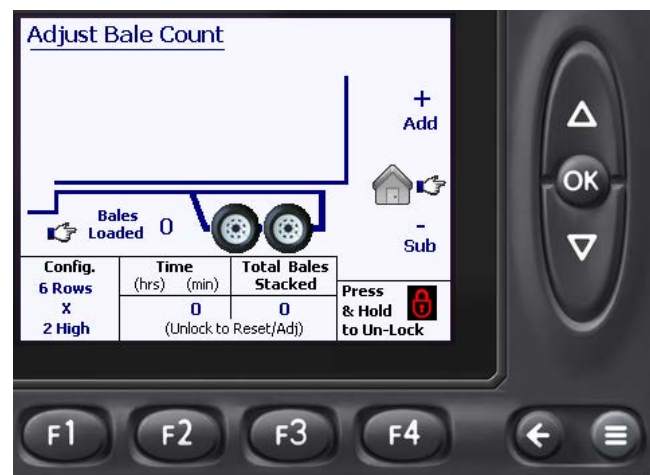 Adjust Bale Count
+
Add
Bales
Loaded 0
-
Sub
OK
Config.
6 Rows
X
2 High
Time
(hrs) (min)
0
Total Bales
Stacked
0
(Unlock to Reset/Adj)
Press
& Hold
to Un-Lock
F1 F2 F3 F4